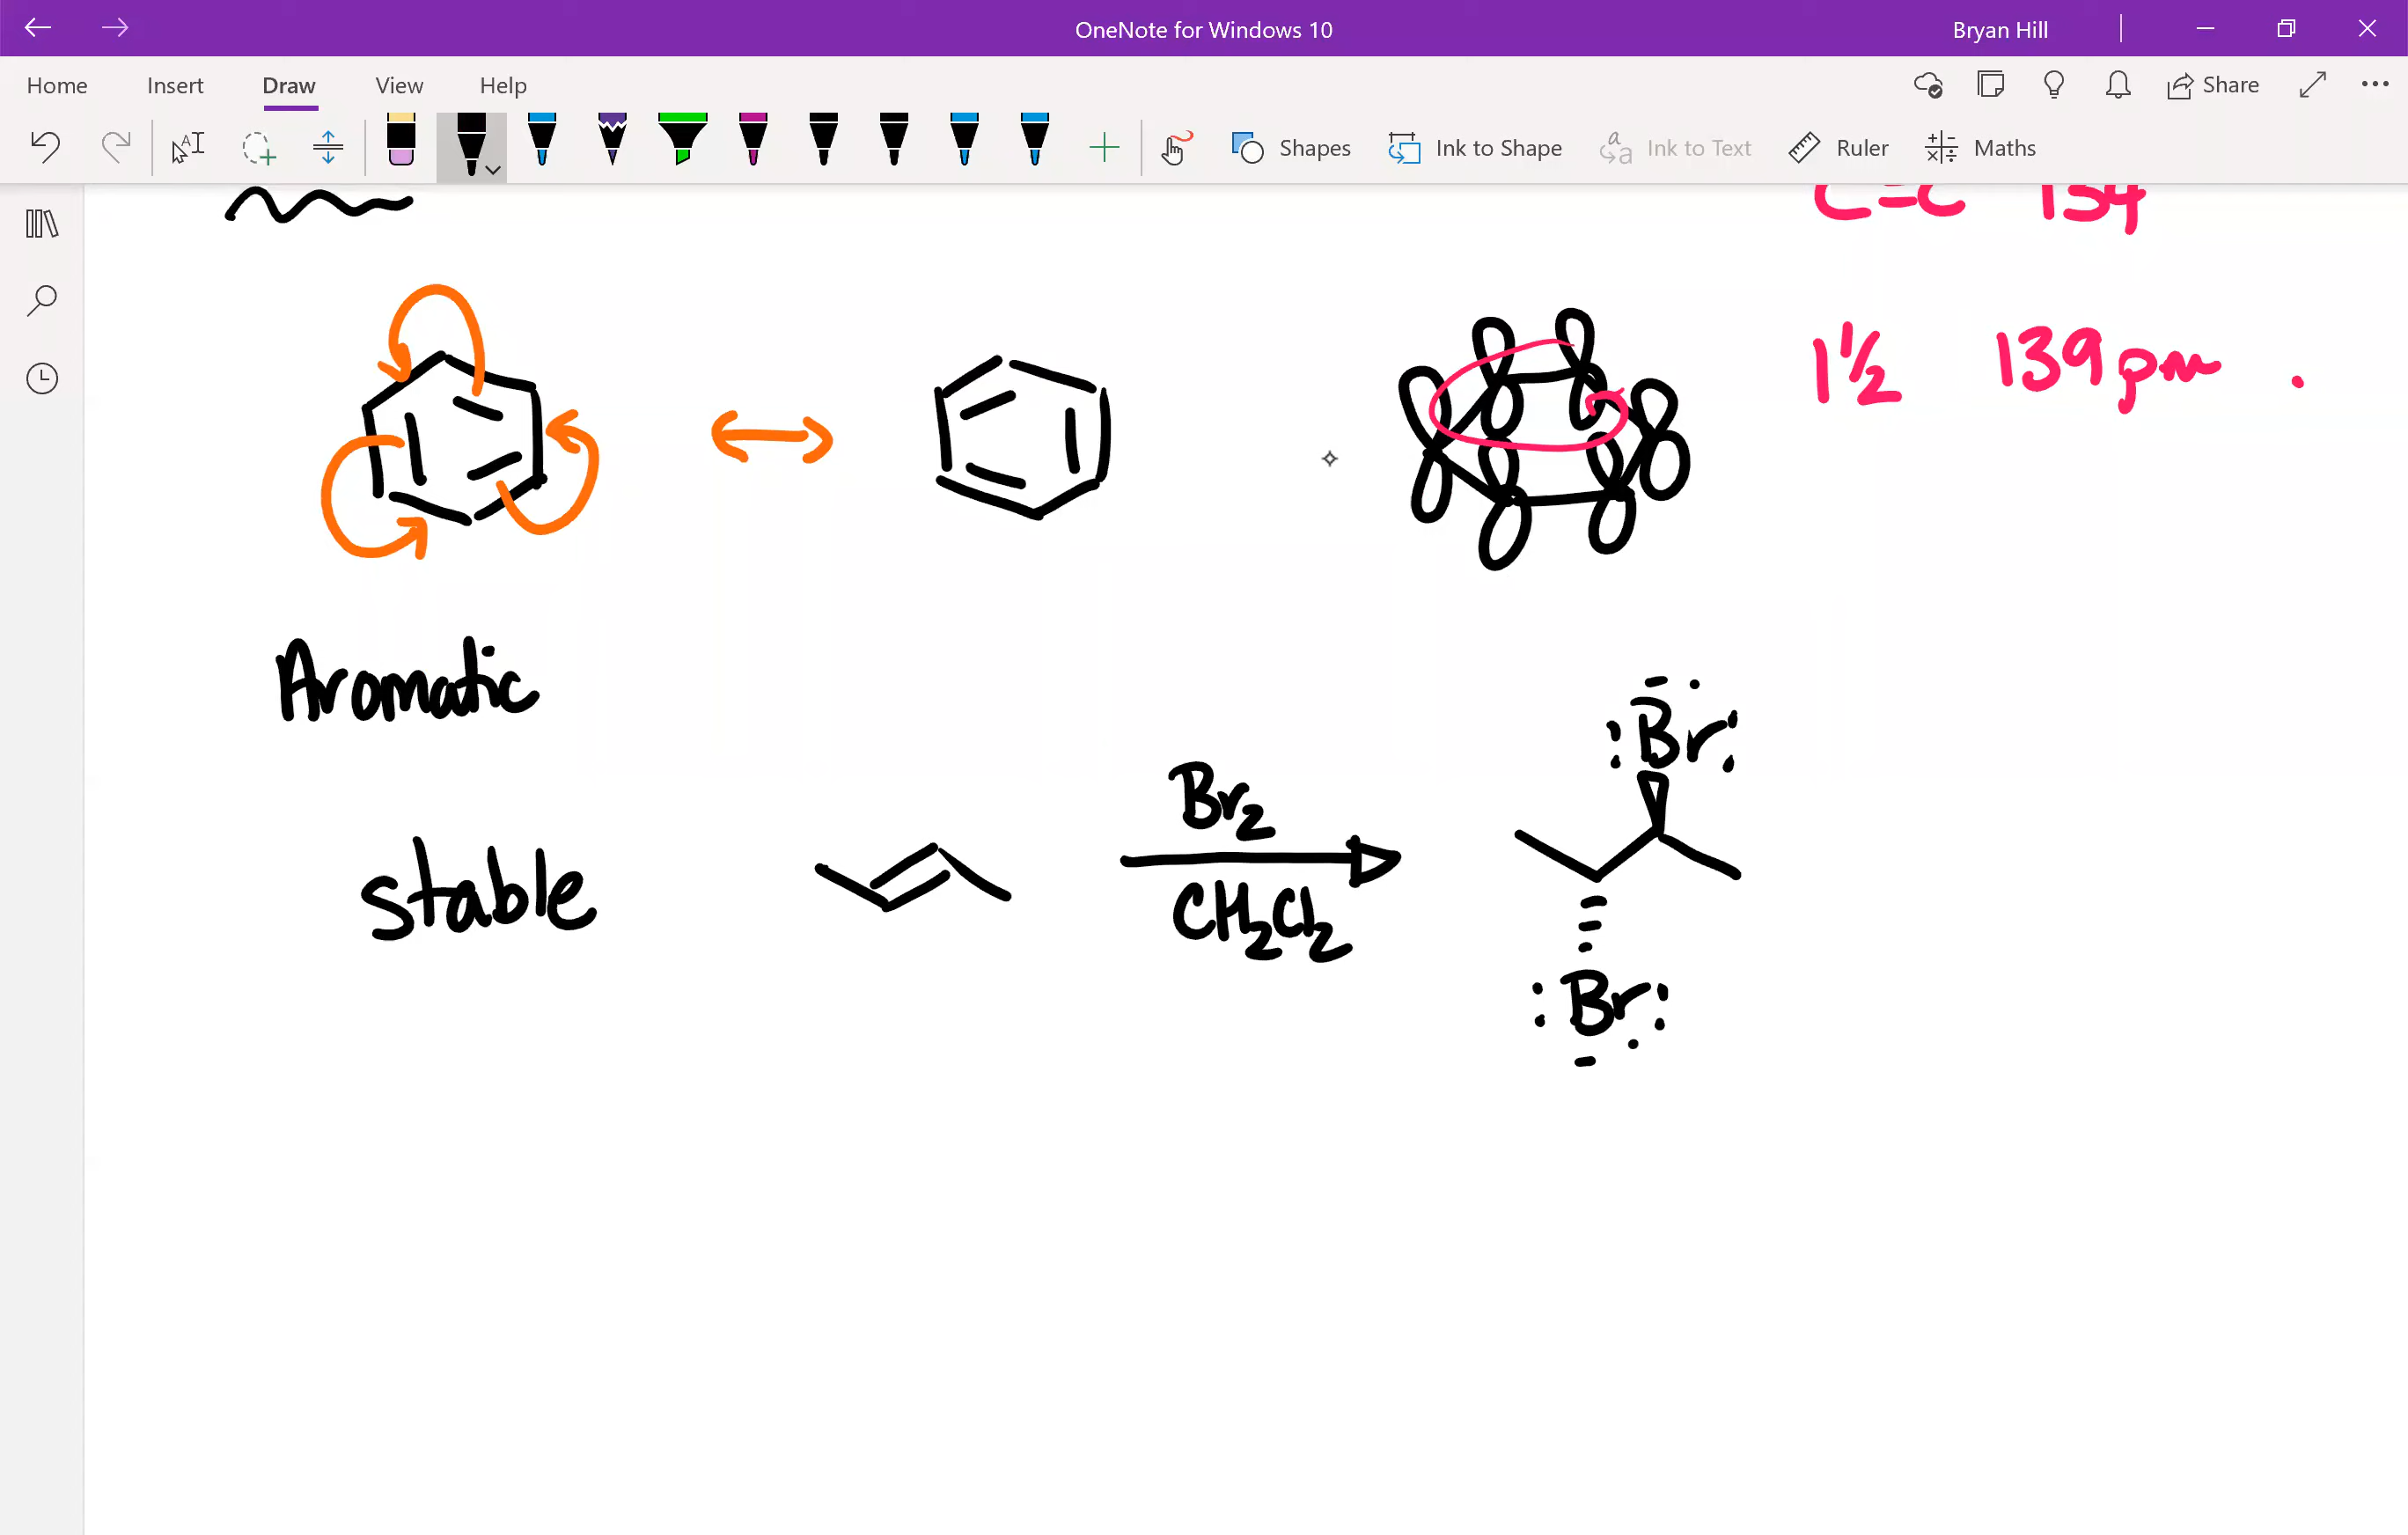 OneNote for Windows 10
Bryan Hill
Home Insert Draw View Help
Share
Shapes Ink to Shape Ink to Text Ruler Maths
C=C 134
1½ 139 pm.
Aromatic
:Br:
Br₂
stable
CH₂Cl₂
:Br: